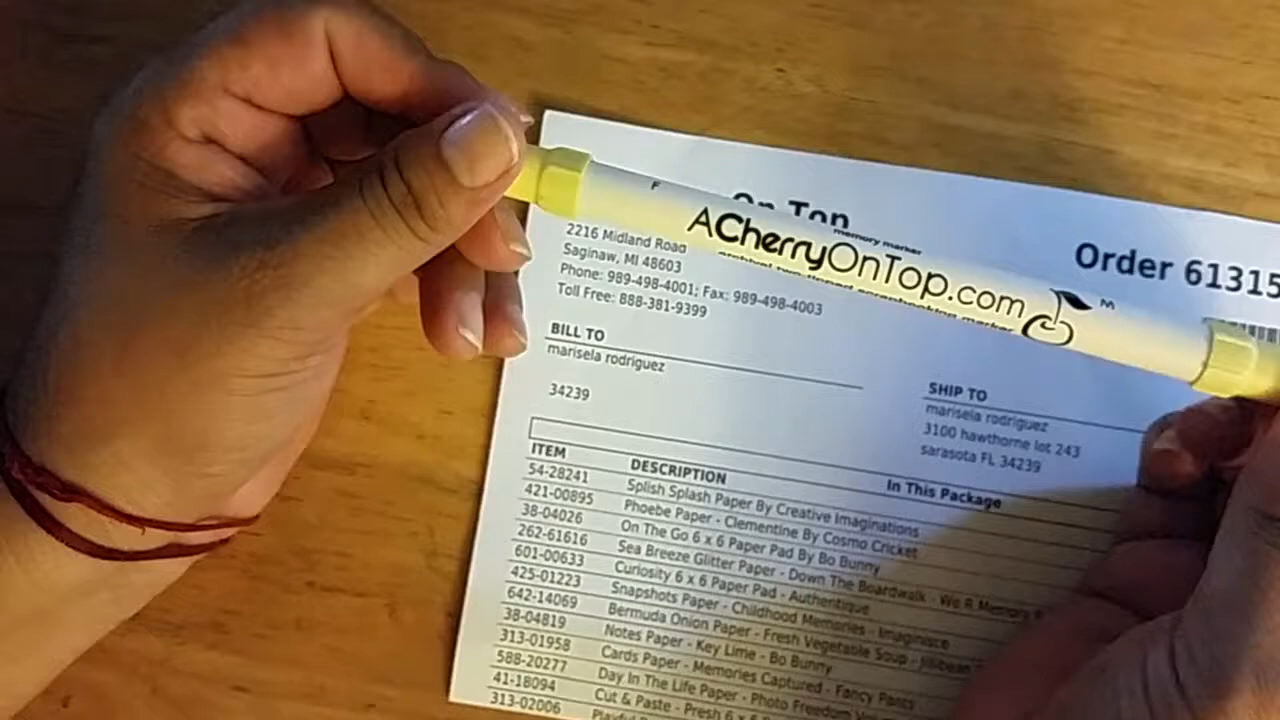 F
On Top
memory marker
ACherryOnTop.com
archival two-tipped scrapbooking marker
M
Order 61315
2216 Midland Road
Saginaw, MI 48603
Phone: 989-498-4001; Fax: 989-498-4003
Toll Free: 888-381-9399
BILL TO
marisela rodriguez
34239
SHIP TO
marisela rodriguez
3100 hawthorne lot 243
sarasota FL 34239
ITEM DESCRIPTION In This Package
54-28241 Splish Splash Paper By Creative Imaginations
421-00895 Phoebe Paper - Clementine By Cosmo Cricket
38-04026 On The Go 6 x 6 Paper Pad By Bo Bunny
262-61616 Sea Breeze Glitter Paper - Down The Boardwalk - We R Memory
601-00633 Curiosity 6 x 6 Paper Pad - Authentique
425-01223 Snapshots Paper - Childhood Memories - Imaginisce
642-14069 Bermuda Onion Paper - Fresh Vegetable Soup - Jillibean
38-04819 Notes Paper - Key Lime - Bo Bunny
313-01958 Cards Paper - Memories Captured - Fancy Pants
588-20277 Day In The Life Paper - Photo Freedom
41-18094 Cut & Paste - Presh 6 x 6
313-02006 Playful